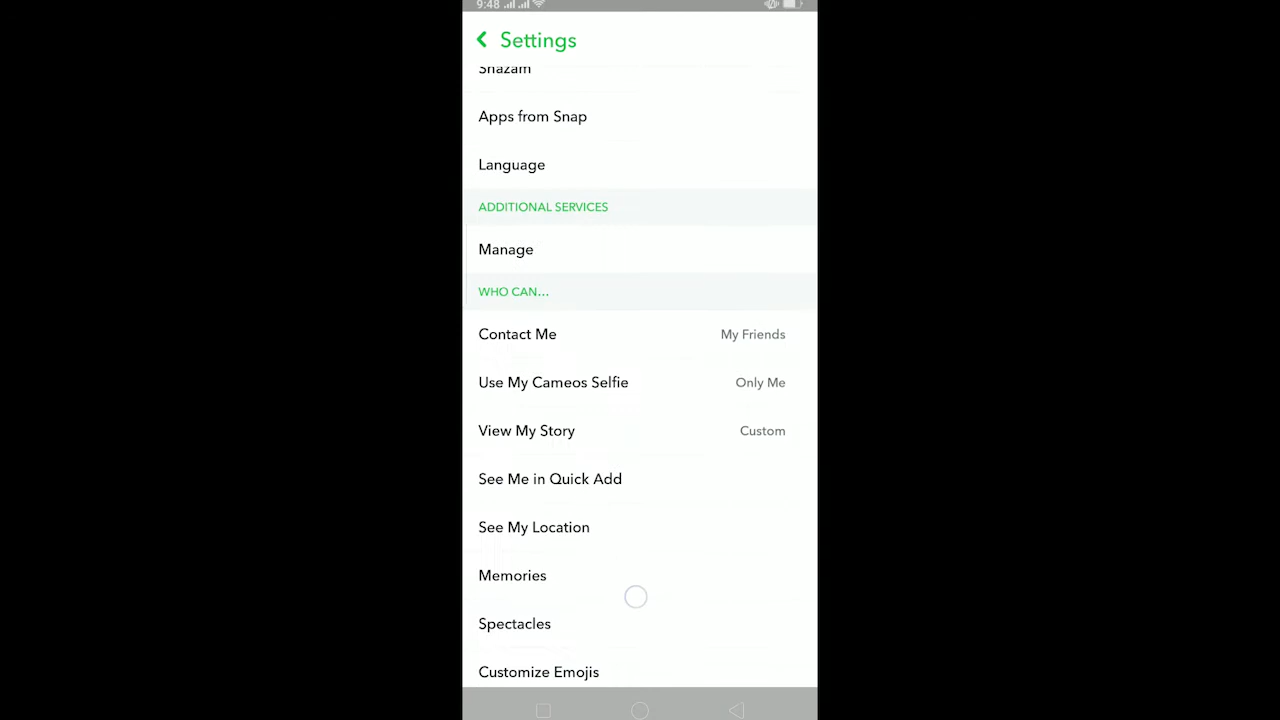 9:48
Settings
Shazam
Apps from Snap
Language
ADDITIONAL SERVICES
Manage
WHO CAN...
Contact Me My Friends
Use My Cameos Selfie Only Me
View My Story Custom
See Me in Quick Add
See My Location
Memories
Spectacles
Customize Emojis